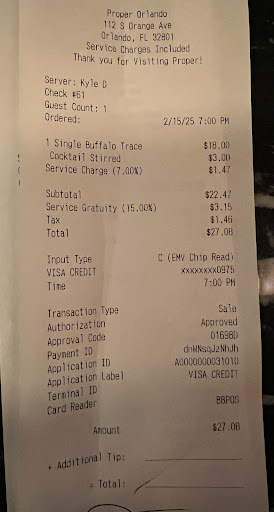 Proper Orlando
112 S Orange Ave
Orlando, FL 32801
Service Charges Included
Thank you for Visiting Proper!
Server: Kyle D
Check #61
Guest Count: 1
Ordered: 2/15/25 7:00 PM
1 Single Buffalo Trace $18.00
Cocktail Stirred $3.00
Service Charge (7.00%) $1.47
Subtotal $22.47
Service Gratuity (15.00%) $3.15
Tax $1.46
Total $27.08
Input Type C (EMV Chip Read)
VISA CREDIT xxxxxxxx0975
Time 7:00 PM
Transaction Type Sale
Authorization Approved
Approval Code 01698D
Payment ID dnWNsqJzNhJh
Application ID A0000000031010
Application Label VISA CREDIT
Terminal ID
Card Reader BBPOS
Amount $27.08
+ Additional Tip:
= Total: